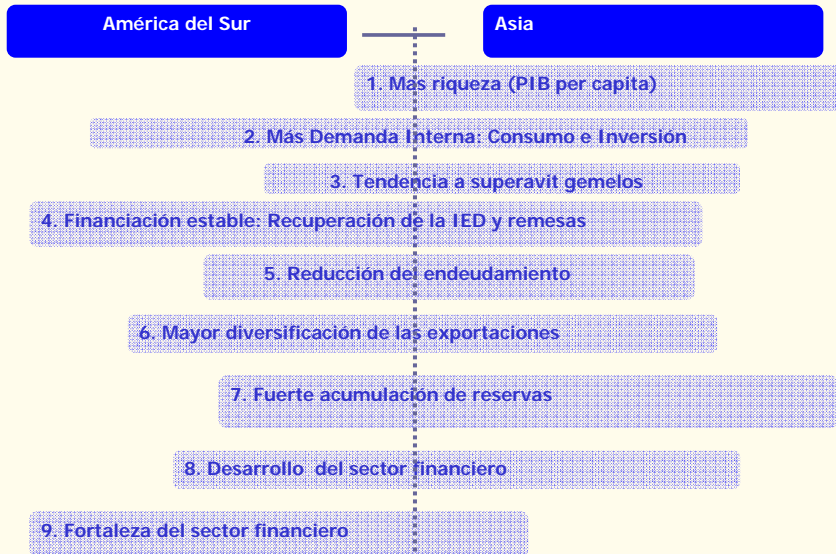 América del Sur
Asia
1. Mas riqueza (PIB per capita)
2. Más Demanda Interna: Consumo e Inversión
3. Tendencia a superavit gemelos
4. Financiación estable: Recuperación de la IED y remesas
5. Reducción del endeudamiento
6. Mayor diversificación de las exportaciones
7. Fuerte acumulación de reservas
8. Desarrollo del sector financiero
9. Fortaleza del sector financiero